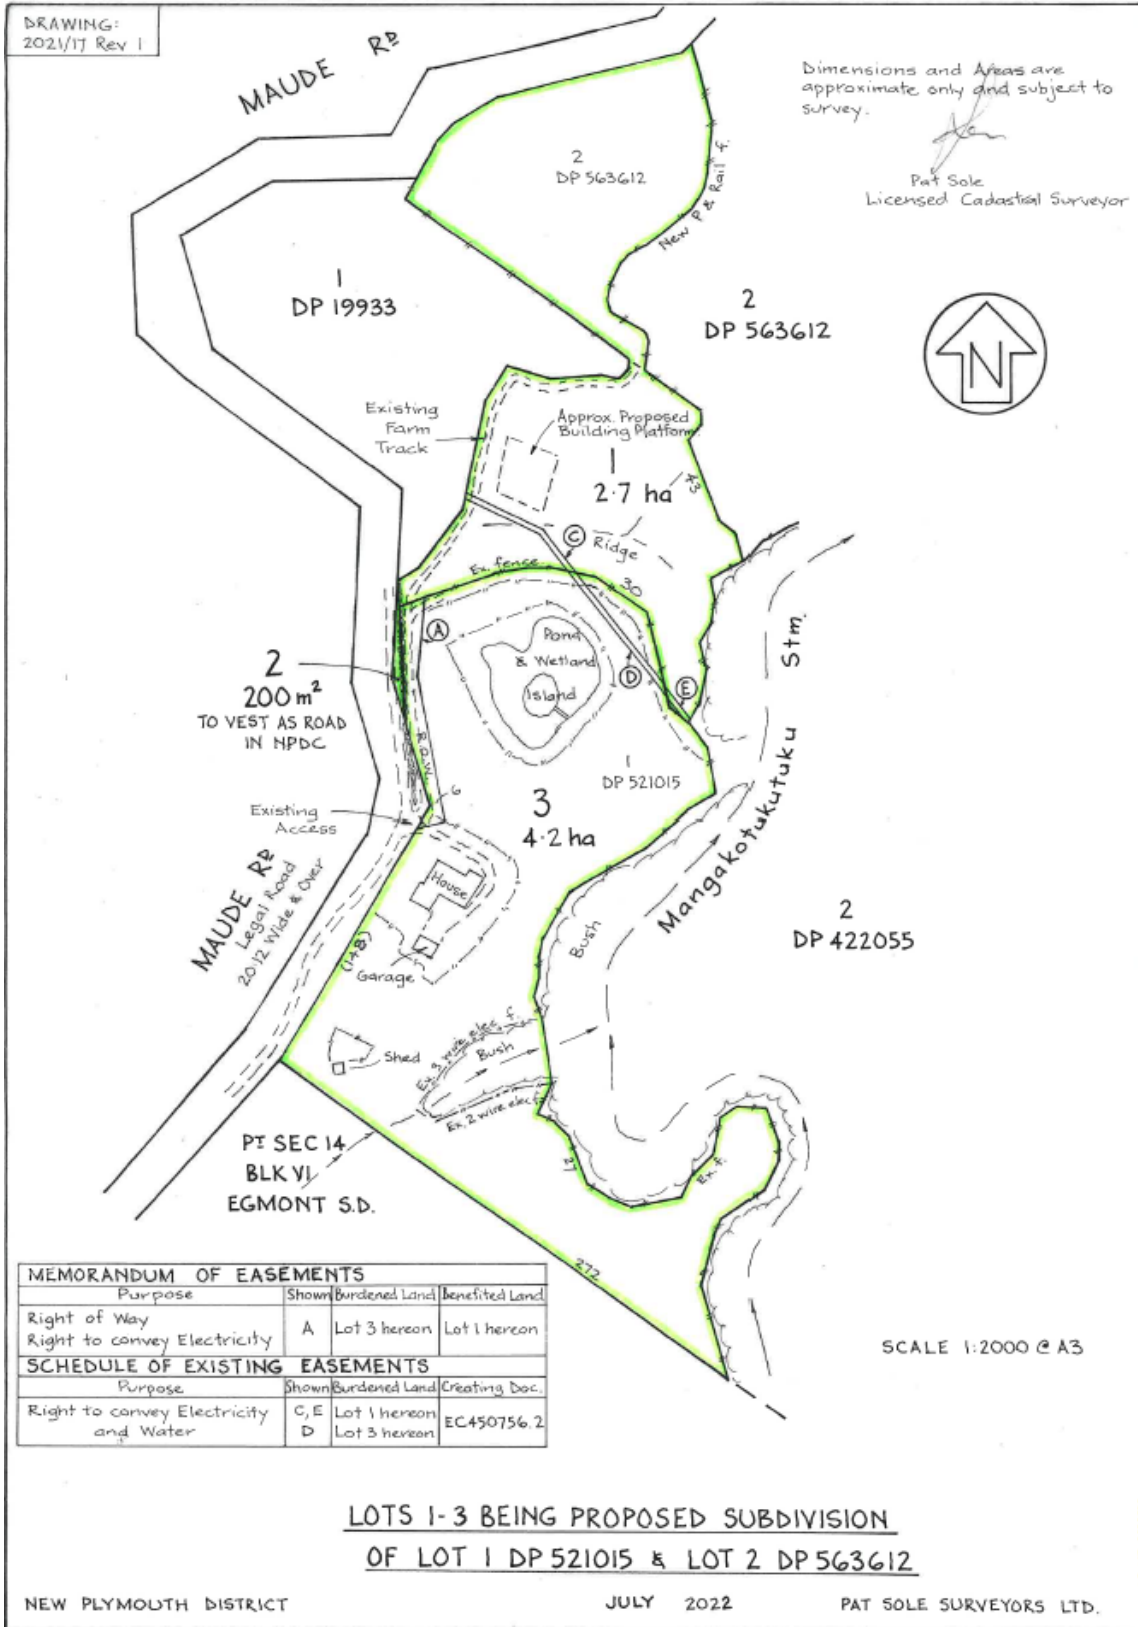 DRAWING:
2021/17 Rev 1
MAUDE RD
Dimensions and Areas are
approximate only and subject to
survey.
Pat Sole
Licensed Cadastral Surveyor
2
DP 563612
New P & Rail f.
1
DP 19933
2
DP 563612
N
Existing
Farm
Track
Approx. Proposed
Building Platform.
1
2.7 ha
43
C
Ridge
Ex. fense
30
A
Pond
& Wetland
Island
D
E
2
200 m²
TO VEST AS ROAD
IN NPDC
R.O.W.
1
DP 521015
6
3
4.2 ha
Existing
Access
Mangakotukutuku Stm.
MAUDE RD
Legal Road
20.12 Wide & Over
House
(148)
Garage
Bush
2
DP 422055
Shed
Ex. 3 wire elec. f.
Bush
Ex. 2 wire elec f.
PT SEC 14
BLK VI
EGMONT S.D.
27
Ex. f.
272
MEMORANDUM OF EASEMENTS
Purpose Shown Burdened Land Benefited Land
Right of Way
Right to convey Electricity A Lot 3 hereon Lot 1 hereon
SCHEDULE OF EXISTING EASEMENTS
Purpose Shown Burdened Land Creating Doc.
Right to convey Electricity C, E Lot 1 hereon EC450756.2
and Water D Lot 3 hereon
SCALE 1:2000 @ A3
LOTS 1-3 BEING PROPOSED SUBDIVISION
OF LOT 1 DP 521015 & LOT 2 DP 563612
NEW PLYMOUTH DISTRICT JULY 2022 PAT SOLE SURVEYORS LTD.